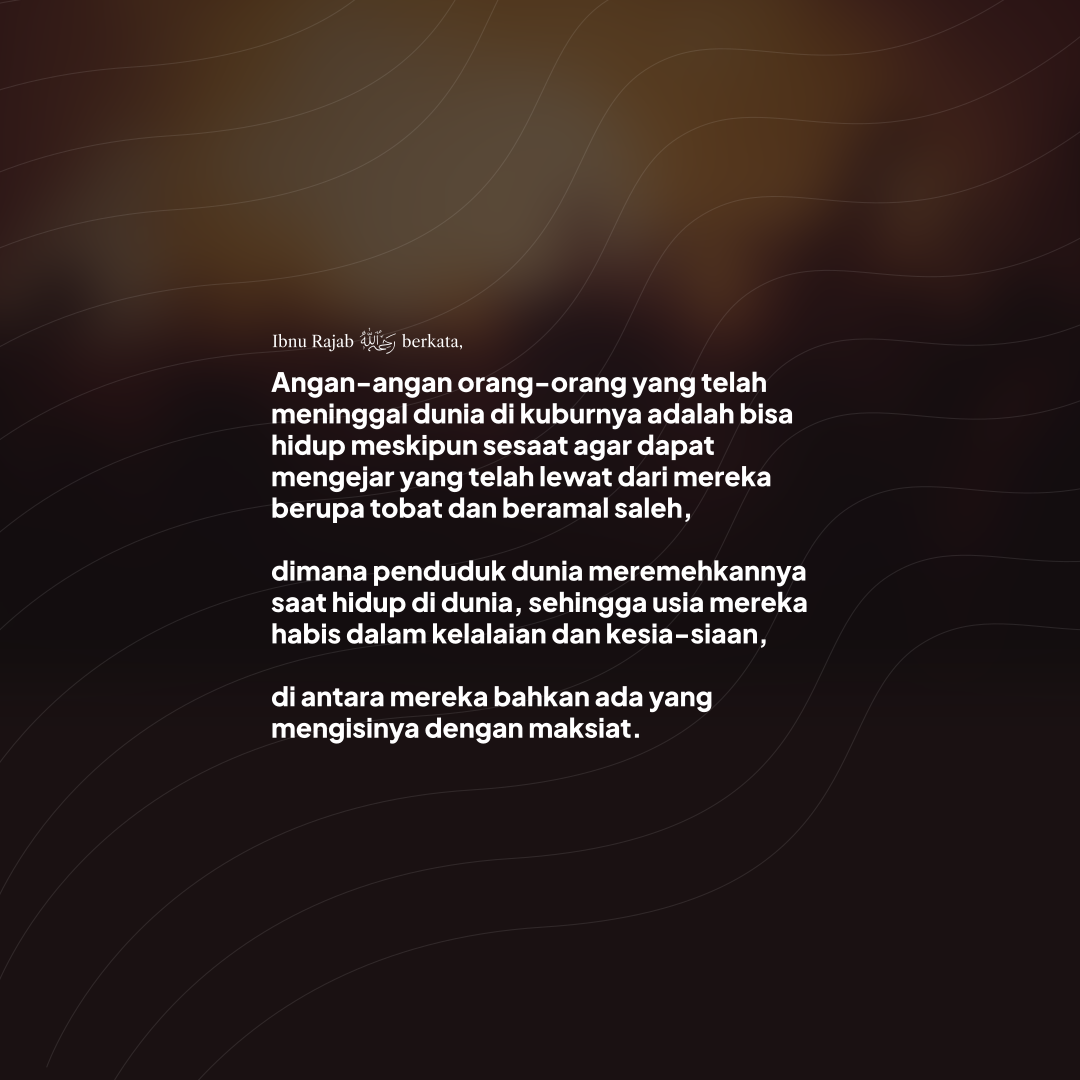 Ibnu Rajab رحمه الله berkata,
Angan-angan orang-orang yang telah
meninggal dunia di kuburnya adalah bisa
hidup meskipun sesaat agar dapat
mengejar yang telah lewat dari mereka
berupa tobat dan beramal saleh,
dimana penduduk dunia meremehkannya
saat hidup di dunia, sehingga usia mereka
habis dalam kelalaian dan kesia-siaan,
di antara mereka bahkan ada yang
mengisinya dengan maksiat.